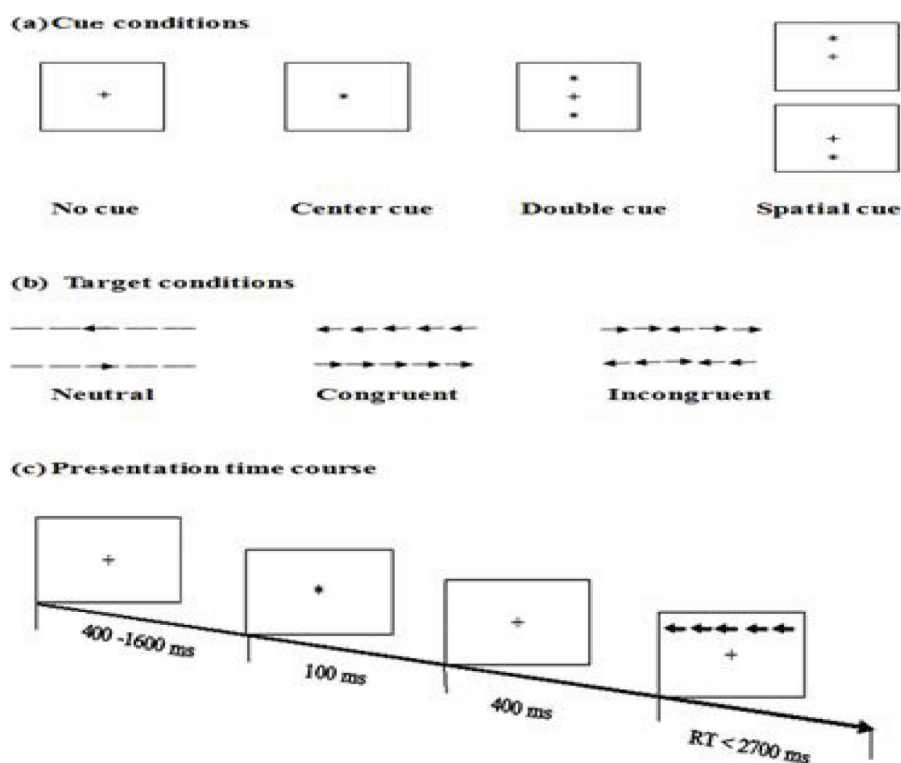 (a) Cue conditions
No cue
Center cue
Double cue
Spatial cue
(b) Target conditions
Neutral
Congruent
Incongruent
(c) Presentation time course
400 -1600 ms
100 ms
400 ms
RT < 2700 ms